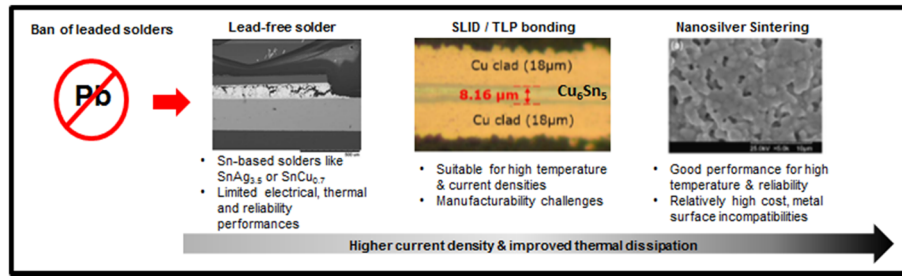 Ban of leaded solders
Pb
Lead-free solder
• Sn-based solders like
SnAg3.5 or SnCu0.7
• Limited electrical, thermal
and reliability
performances
SLID / TLP bonding
Cu clad (18μm)
8.16 μm
Cu6Sn5
Cu clad (18μm)
• Suitable for high temperature
& current densities
• Manufacturability challenges
Nanosilver Sintering
• Good performance for high
temperature & reliability
• Relatively high cost, metal
surface incompatibilities
Higher current density & improved thermal dissipation